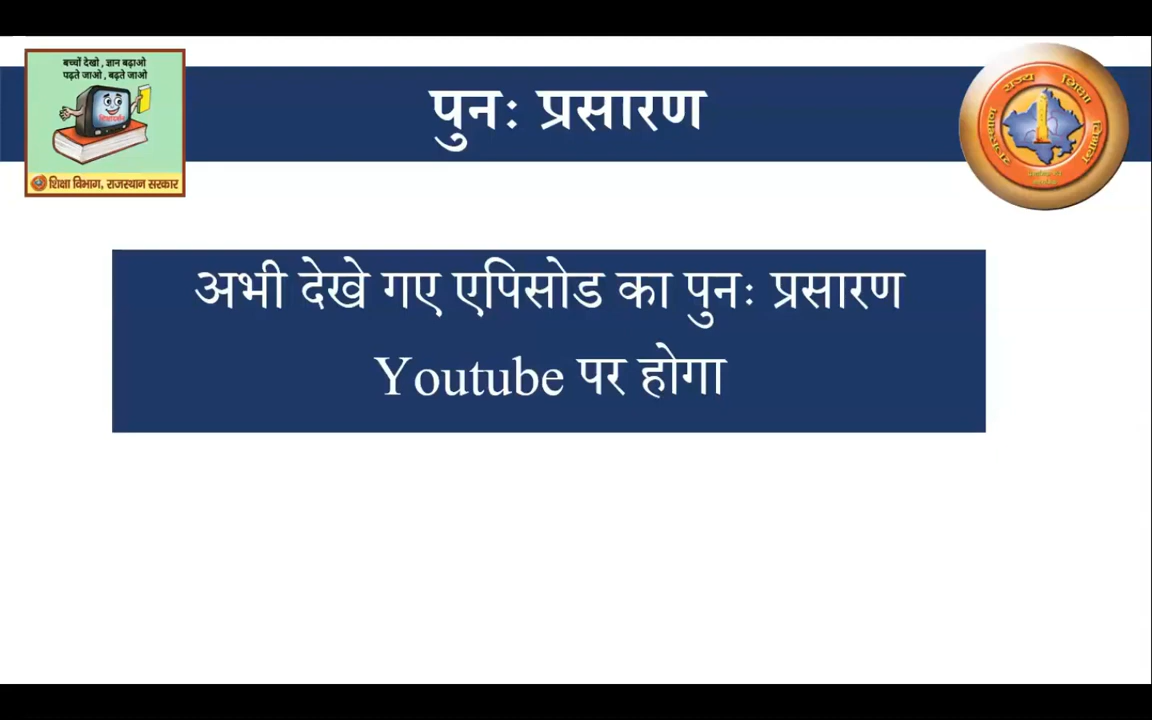 बच्चों देखो, ज्ञान बढ़ाओ
पढ़ते जाओ, बढ़ते जाओ
शिक्षा विभाग, राजस्थान सरकार
पुनः प्रसारण
अभी देखे गए एपिसोड का पुनः प्रसारण
Youtube पर होगा